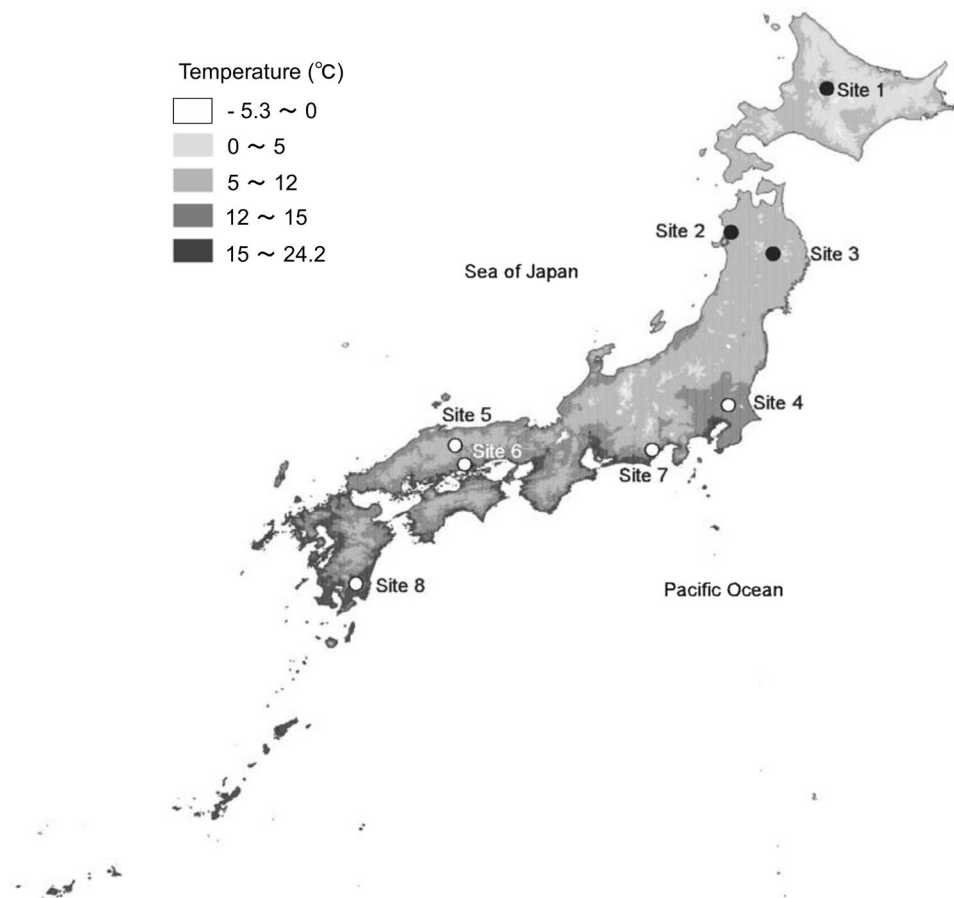 Temperature (℃)
- 5.3 ～ 0
0 ～ 5
5 ～ 12
12 ～ 15
15 ～ 24.2
Site 1
Site 2
Site 3
Sea of Japan
Site 4
Site 5
Site 6
Site 7
Site 8
Pacific Ocean